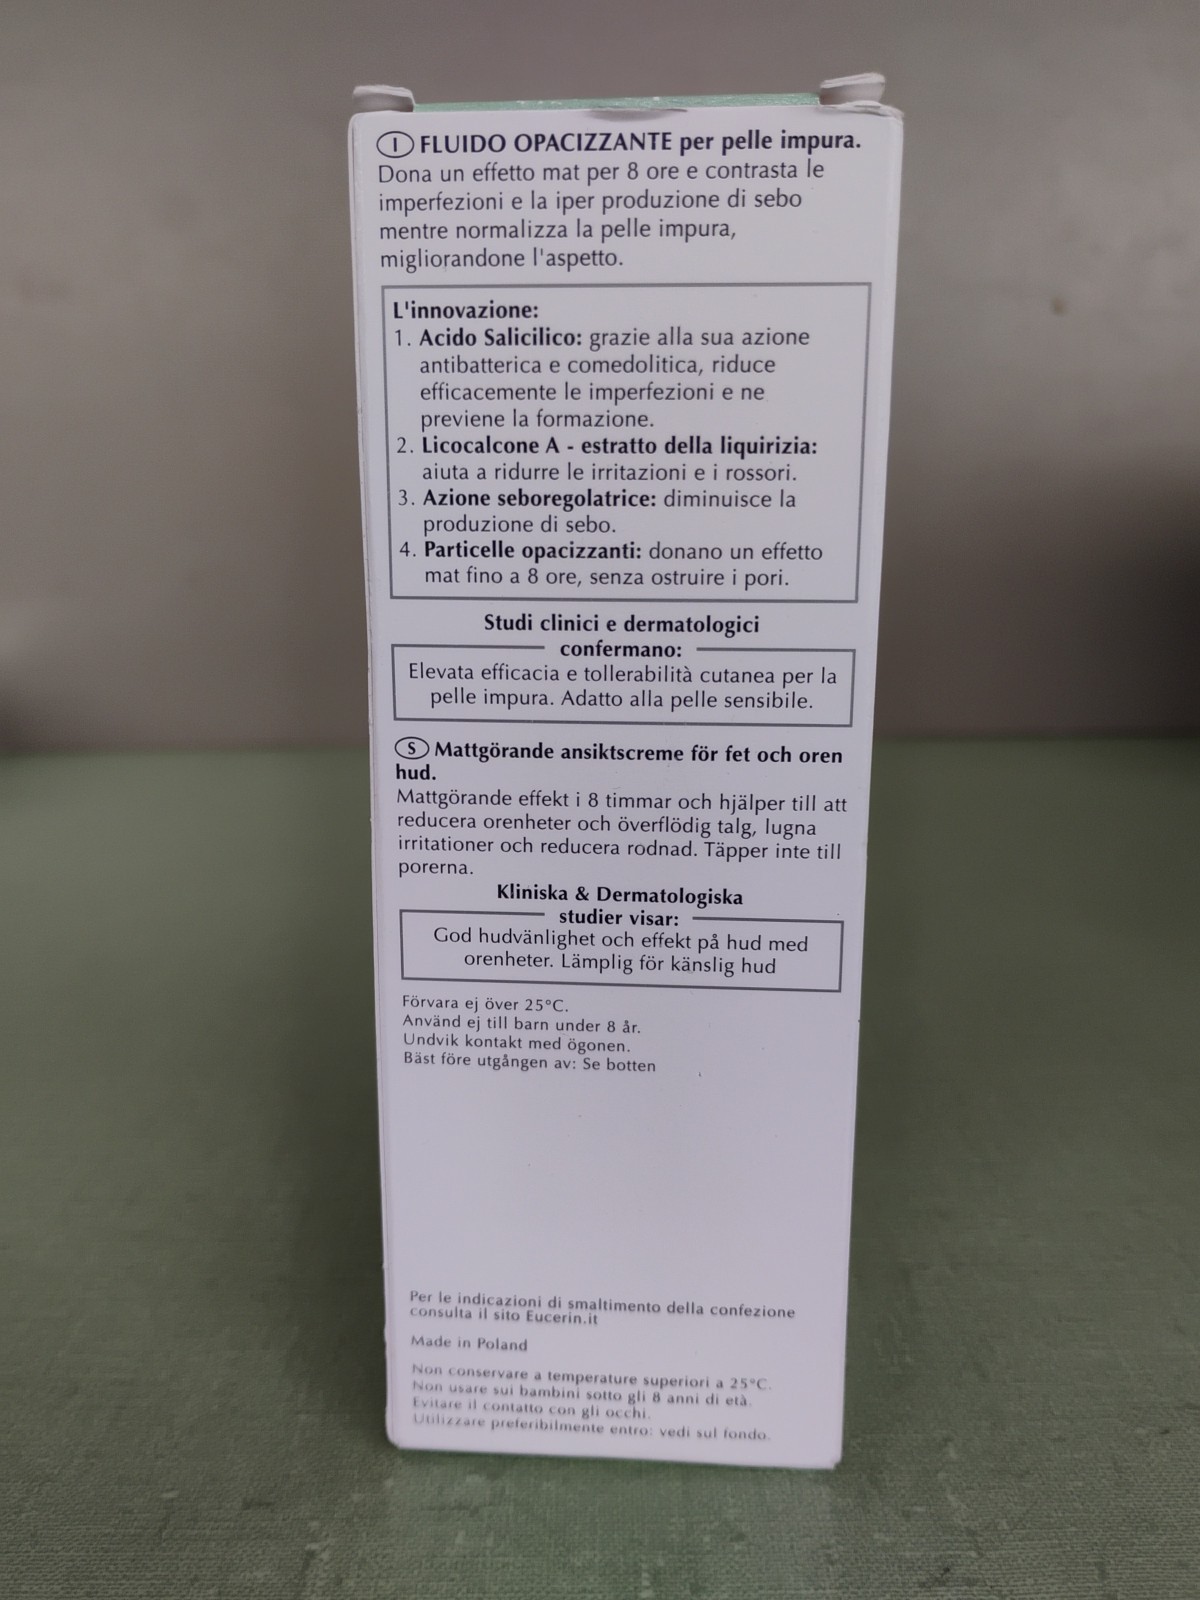 I FLUIDO OPACIZZANTE per pelle impura.
Dona un effetto mat per 8 ore e contrasta le
imperfezioni e la iper produzione di sebo
mentre normalizza la pelle impura,
migliorandone l'aspetto.
L'innovazione:
1. Acido Salicilico: grazie alla sua azione
antibatterica e comedolitica, riduce
efficacemente le imperfezioni e ne
previene la formazione.
2. Licocalcone A - estratto della liquirizia:
aiuta a ridurre le irritazioni e i rossori.
3. Azione seboregolatrice: diminuisce la
produzione di sebo.
4. Particelle opacizzanti: donano un effetto
mat fino a 8 ore, senza ostruire i pori.
Studi clinici e dermatologici
confermano:
Elevata efficacia e tollerabilità cutanea per la
pelle impura. Adatto alla pelle sensibile.
S Mattgörande ansiktscreme för fet och oren
hud.
Mattgörande effekt i 8 timmar och hjälper till att
reducera orenheter och överflödig talg, lugna
irritationer och reducera rodnad. Täpper inte till
porerna.
Kliniska & Dermatologiska
studier visar:
God hudvänlighet och effekt på hud med
orenheter. Lämplig för känslig hud
Förvara ej över 25°C.
Använd ej till barn under 8 år.
Undvik kontakt med ögonen.
Bäst före utgången av: Se botten
Per le indicazioni di smaltimento della confezione
consulta il sito Eucerin.it
Made in Poland
Non conservare a temperature superiori a 25°C.
Non usare sui bambini sotto gli 8 anni di età.
Evitare il contatto con gli occhi.
Utilizzare preferibilmente entro: vedi sul fondo.